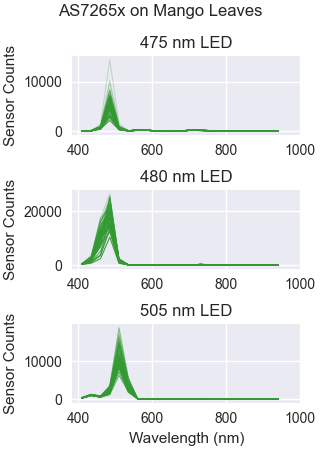 AS7265x on Mango Leaves
475 nm LED
Sensor Counts
10000
0
400 600 800 1000
480 nm LED
Sensor Counts
20000
0
400 600 800 1000
505 nm LED
Sensor Counts
10000
0
400 600 800 1000
Wavelength (nm)